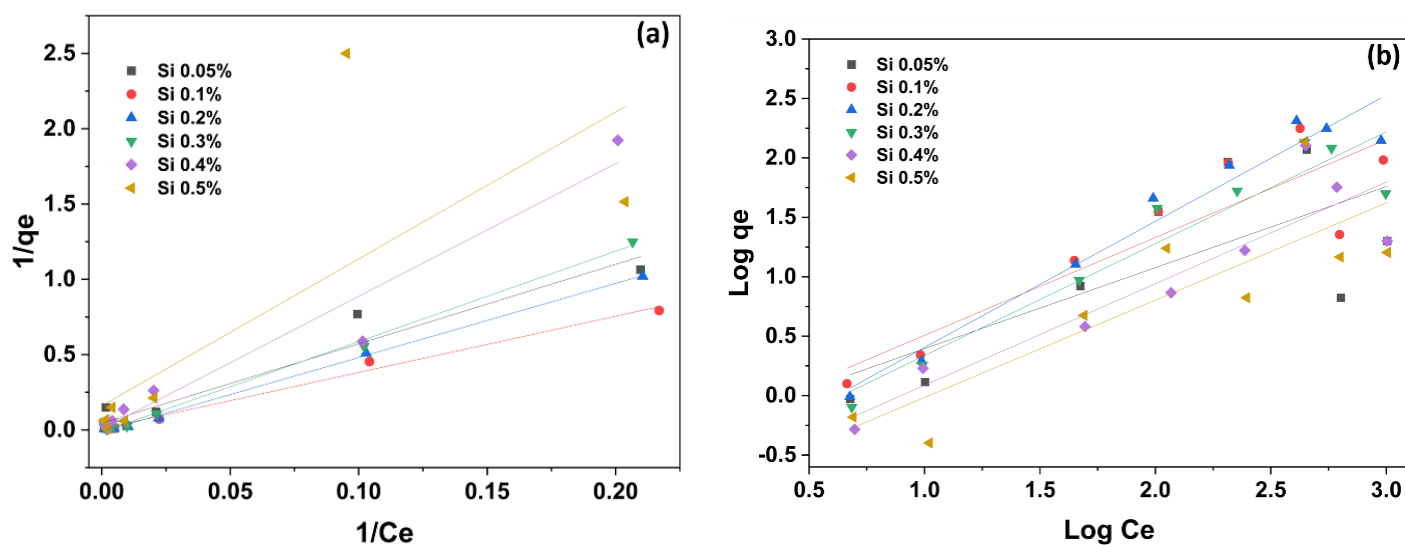 (a)
2.5
2.0
1.5
1.0
0.5
0.0
1/qe
Si 0.05%
Si 0.1%
Si 0.2%
Si 0.3%
Si 0.4%
Si 0.5%
0.00 0.05 0.10 0.15 0.20
1/Ce
(b)
3.0
2.5
2.0
1.5
1.0
0.5
0.0
-0.5
Log qe
Si 0.05%
Si 0.1%
Si 0.2%
Si 0.3%
Si 0.4%
Si 0.5%
0.5 1.0 1.5 2.0 2.5 3.0
Log Ce